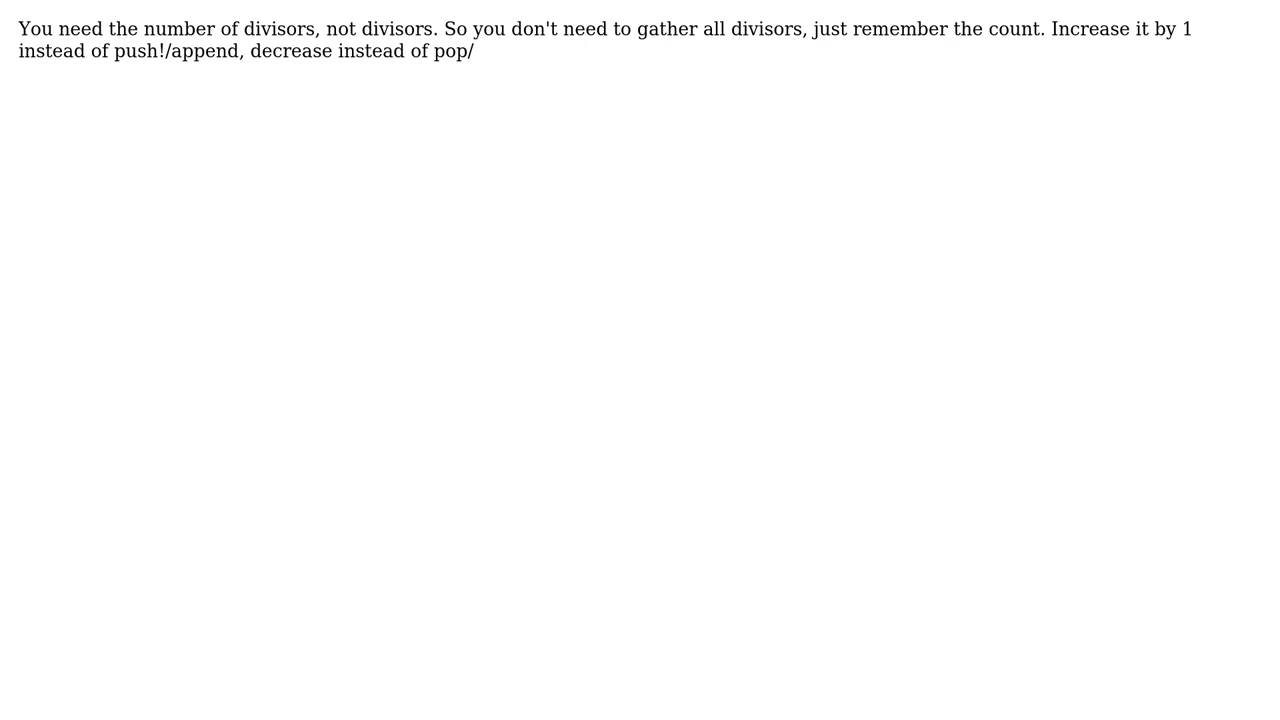 You need the number of divisors, not divisors. So you don't need to gather all divisors, just remember the count. Increase it by 1
instead of push!/append, decrease instead of pop/